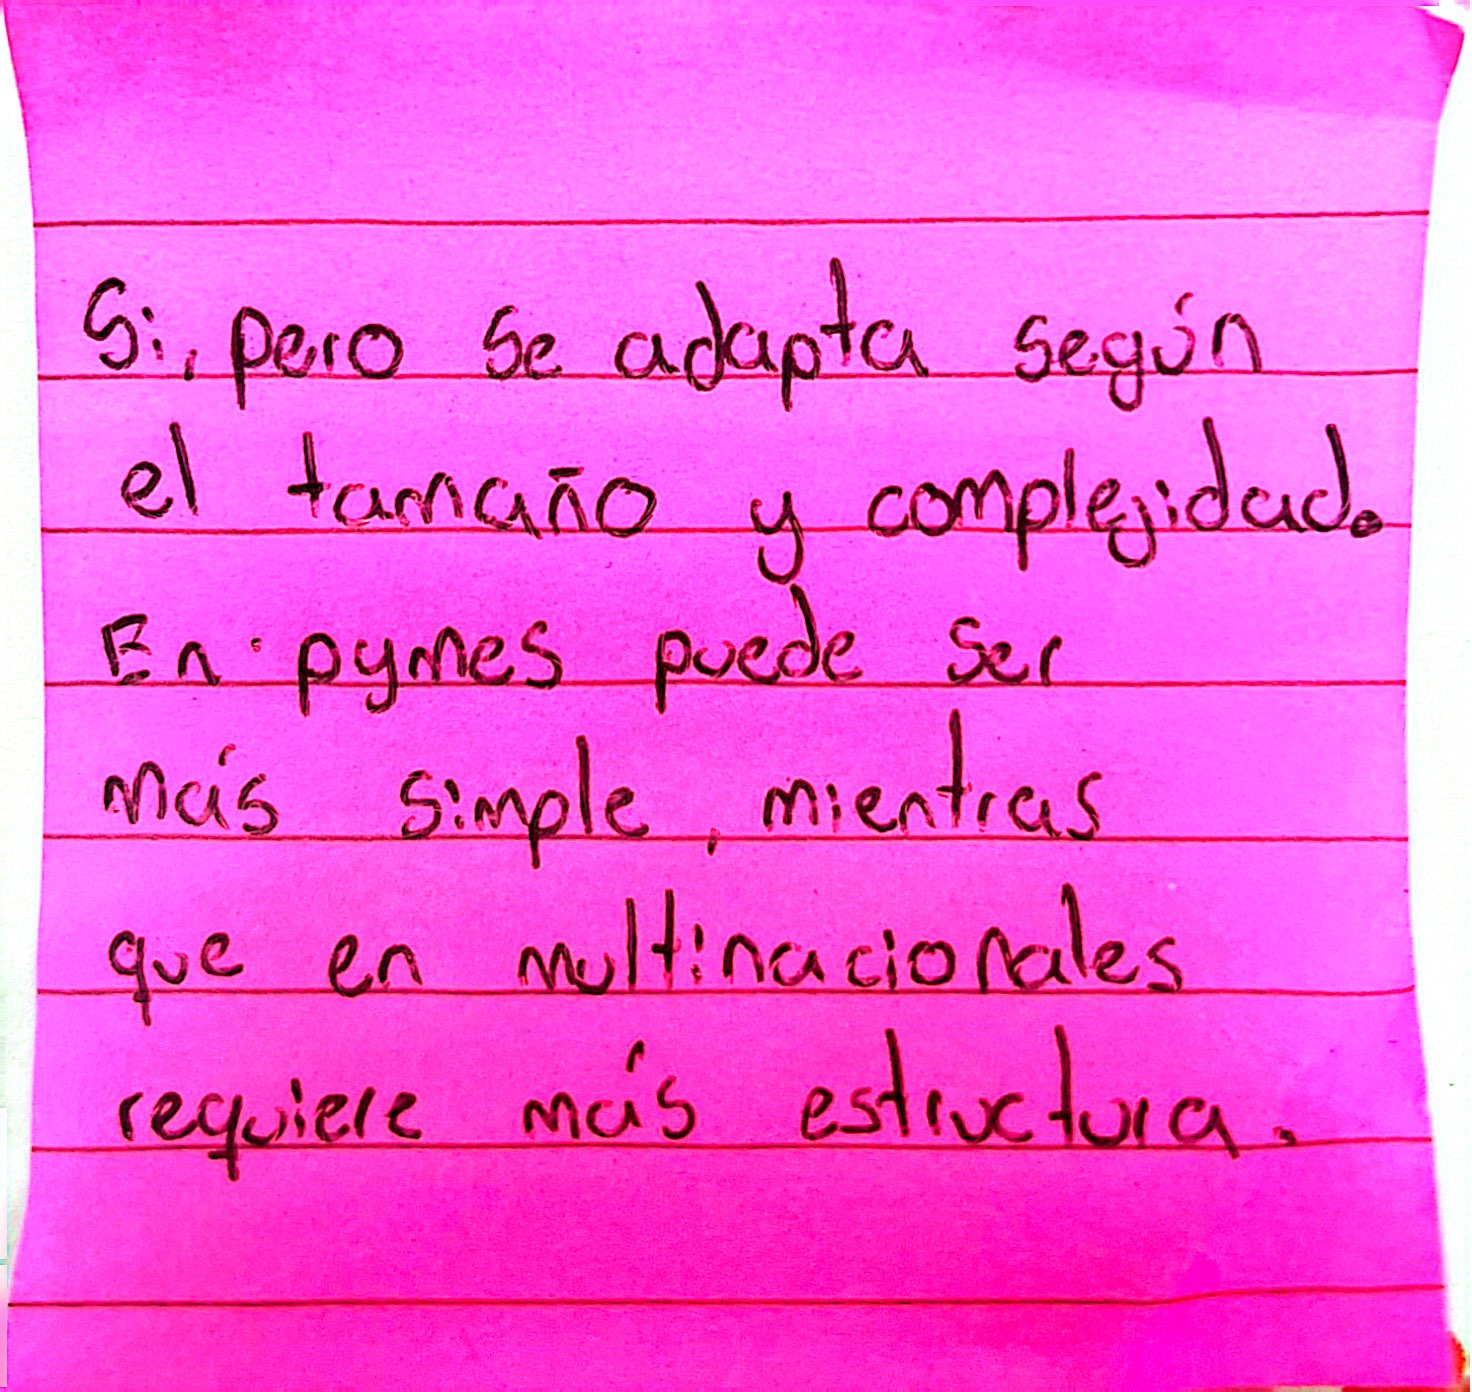 Si, pero se adapta según
el tamaño y complejidad.
En pymes puede ser
más simple, mientras
que en multinacionales
requiere más estructura.